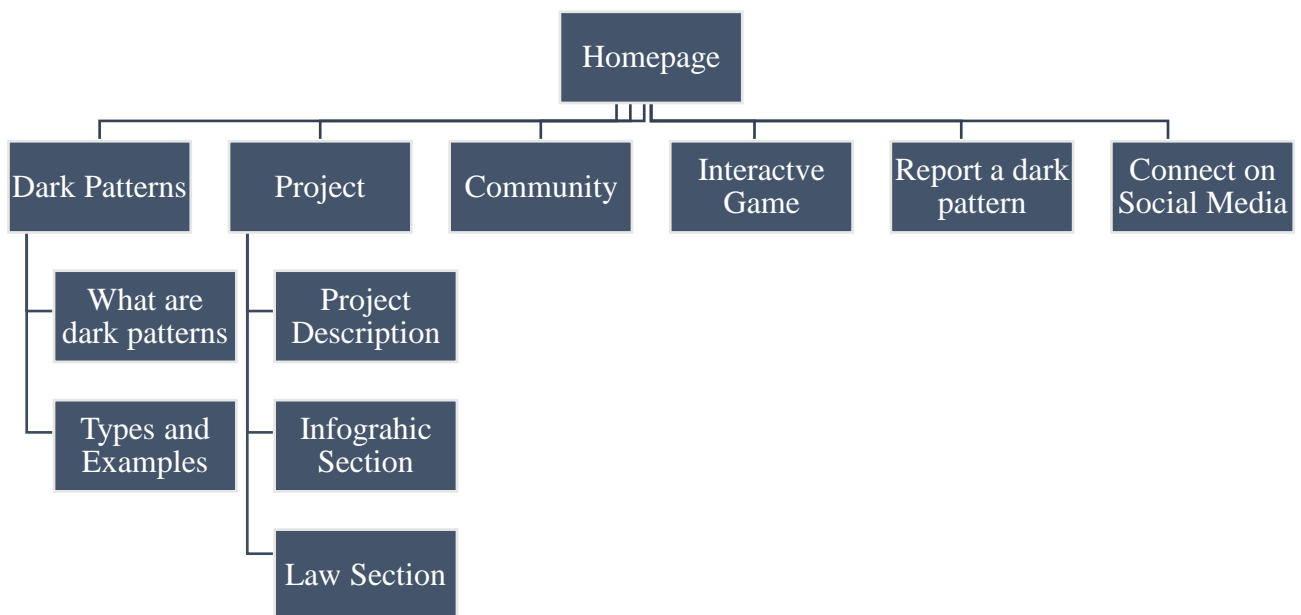 Homepage
Dark Patterns
Project
Community
Interactve
Game
Report a dark
pattern
Connect on
Social Media
What are
dark patterns
Project
Description
Types and
Examples
Infograhic
Section
Law Section